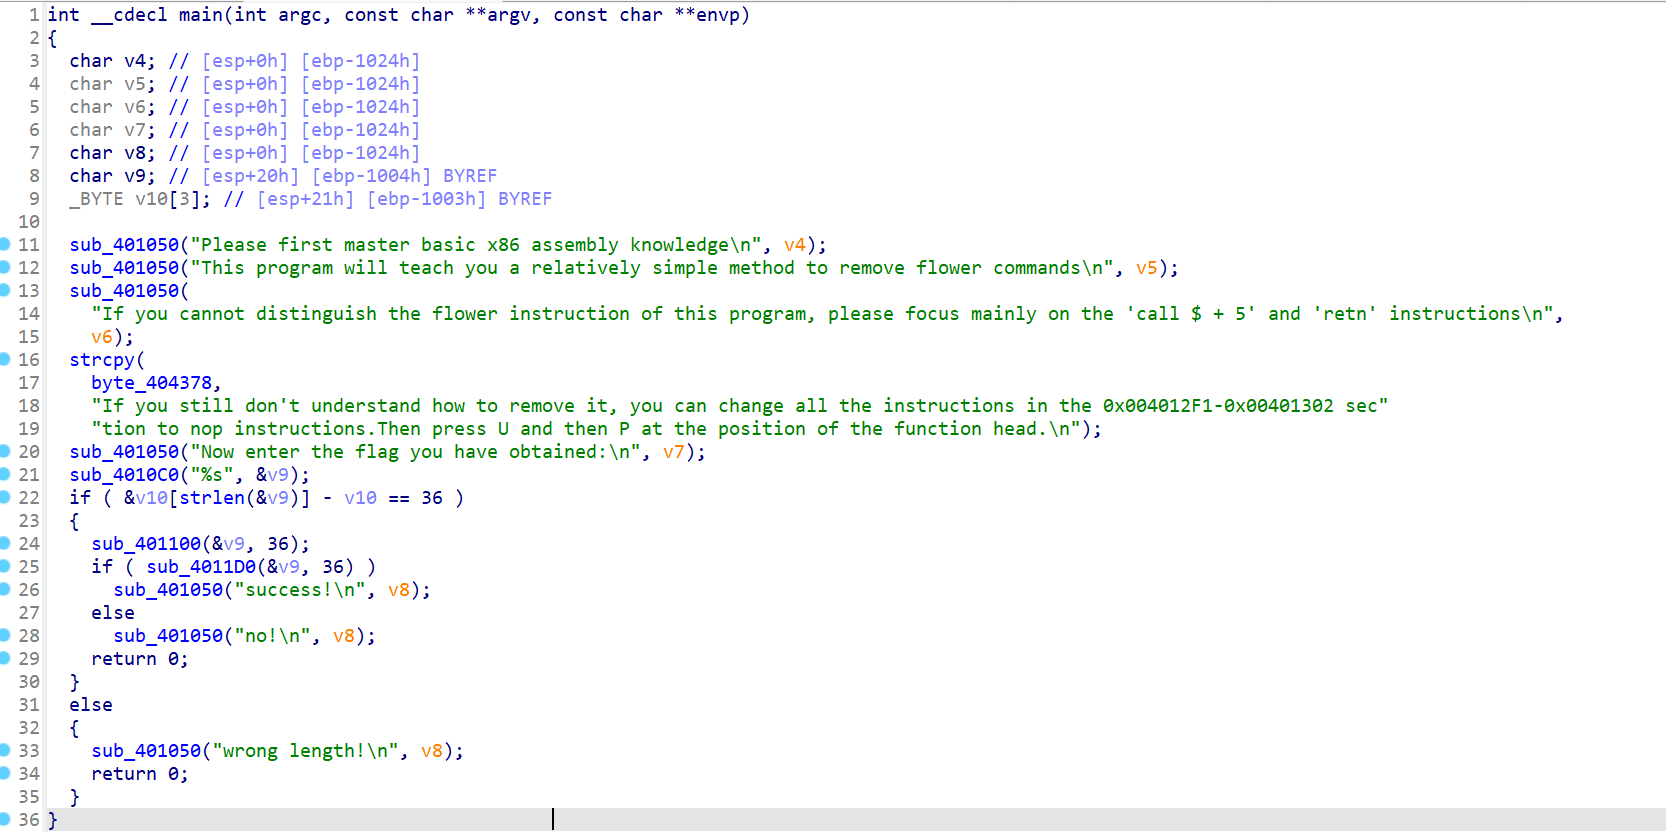 1 int __cdecl main(int argc, const char **argv, const char **envp)
2 {
3   char v4; // [esp+0h] [ebp-1024h]
4   char v5; // [esp+0h] [ebp-1024h]
5   char v6; // [esp+0h] [ebp-1024h]
6   char v7; // [esp+0h] [ebp-1024h]
7   char v8; // [esp+0h] [ebp-1024h]
8   char v9; // [esp+20h] [ebp-1004h] BYREF
9   _BYTE v10[3]; // [esp+21h] [ebp-1003h] BYREF
10
11   sub_401050("Please first master basic x86 assembly knowledge\n", v4);
12   sub_401050("This program will teach you a relatively simple method to remove flower commands\n", v5);
13   sub_401050(
14     "If you cannot distinguish the flower instruction of this program, please focus mainly on the 'call $ + 5' and 'retn' instructions\n",
15     v6);
16   strcpy(
17     byte_404378,
18     "If you still don't understand how to remove it, you can change all the instructions in the 0x004012F1-0x00401302 sec"
19     "tion to nop instructions.Then press U and then P at the position of the function head.\n");
20   sub_401050("Now enter the flag you have obtained:\n", v7);
21   sub_4010C0("%s", &v9);
22   if ( &v10[strlen(&v9)] - v10 == 36 )
23   {
24     sub_401100(&v9, 36);
25     if ( sub_4011D0(&v9, 36) )
26       sub_401050("success!\n", v8);
27     else
28       sub_401050("no!\n", v8);
29     return 0;
30   }
31   else
32   {
33     sub_401050("wrong length!\n", v8);
34     return 0;
35   }
36 }